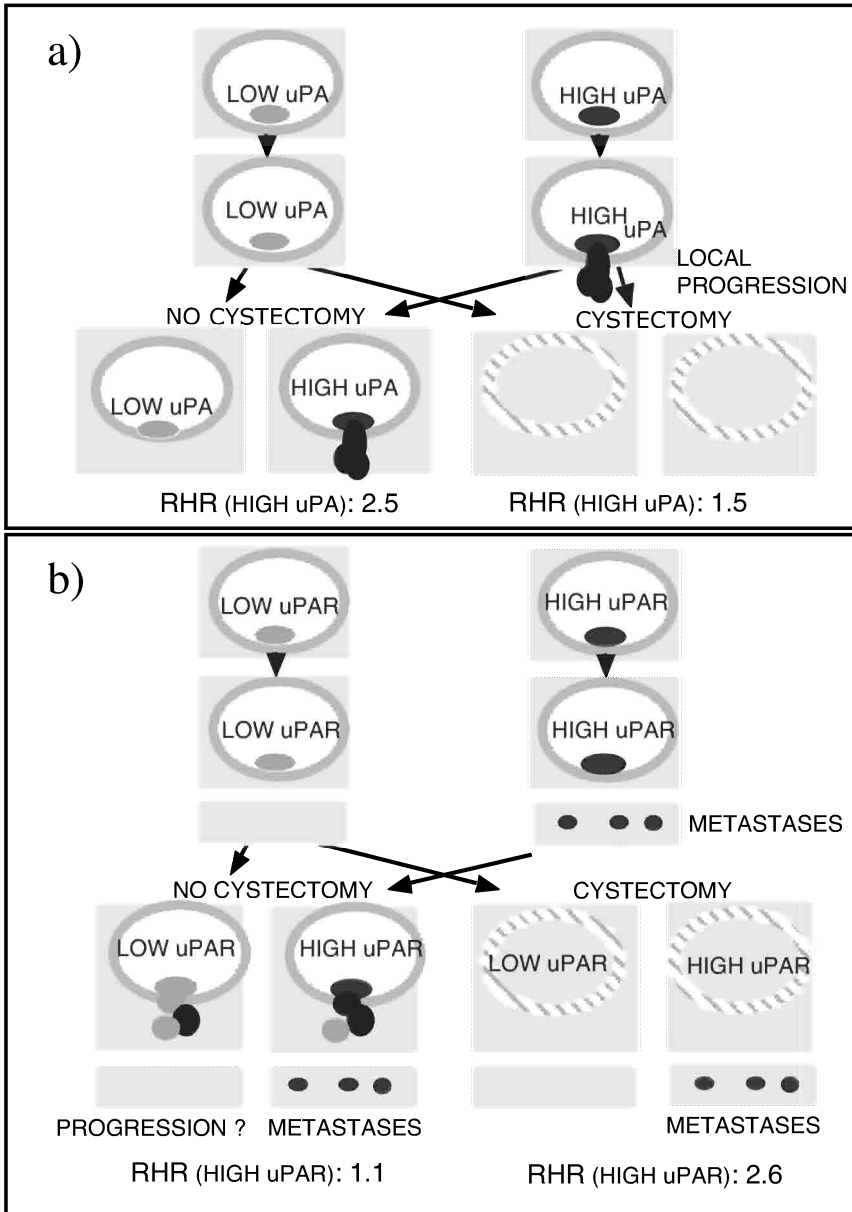 a)
LOW uPA
HIGH uPA
LOW uPA
HIGH uPA
LOCAL
PROGRESSION
NO CYSTECTOMY
CYSTECTOMY
LOW uPA
HIGH uPA
RHR (HIGH uPA): 2.5
RHR (HIGH uPA): 1.5
b)
LOW uPAR
HIGH uPAR
LOW uPAR
HIGH uPAR
METASTASES
NO CYSTECTOMY
CYSTECTOMY
LOW uPAR
HIGH uPAR
LOW uPAR
HIGH uPAR
PROGRESSION ?
METASTASES
METASTASES
RHR (HIGH uPAR): 1.1
RHR (HIGH uPAR): 2.6